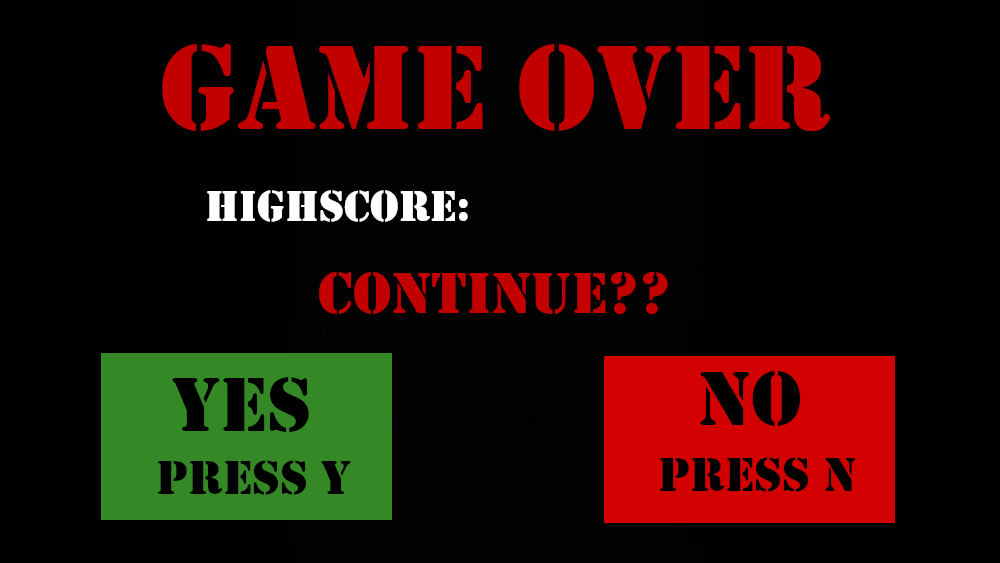 GAME OVER
HIGHSCORE:
CONTINUE??
YES
PRESS Y
NO
PRESS N